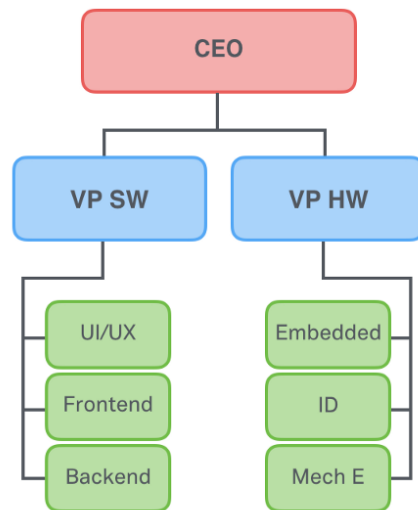 CEO
VP SW
VP HW
UI/UX
Embedded
Frontend
ID
Backend
Mech E